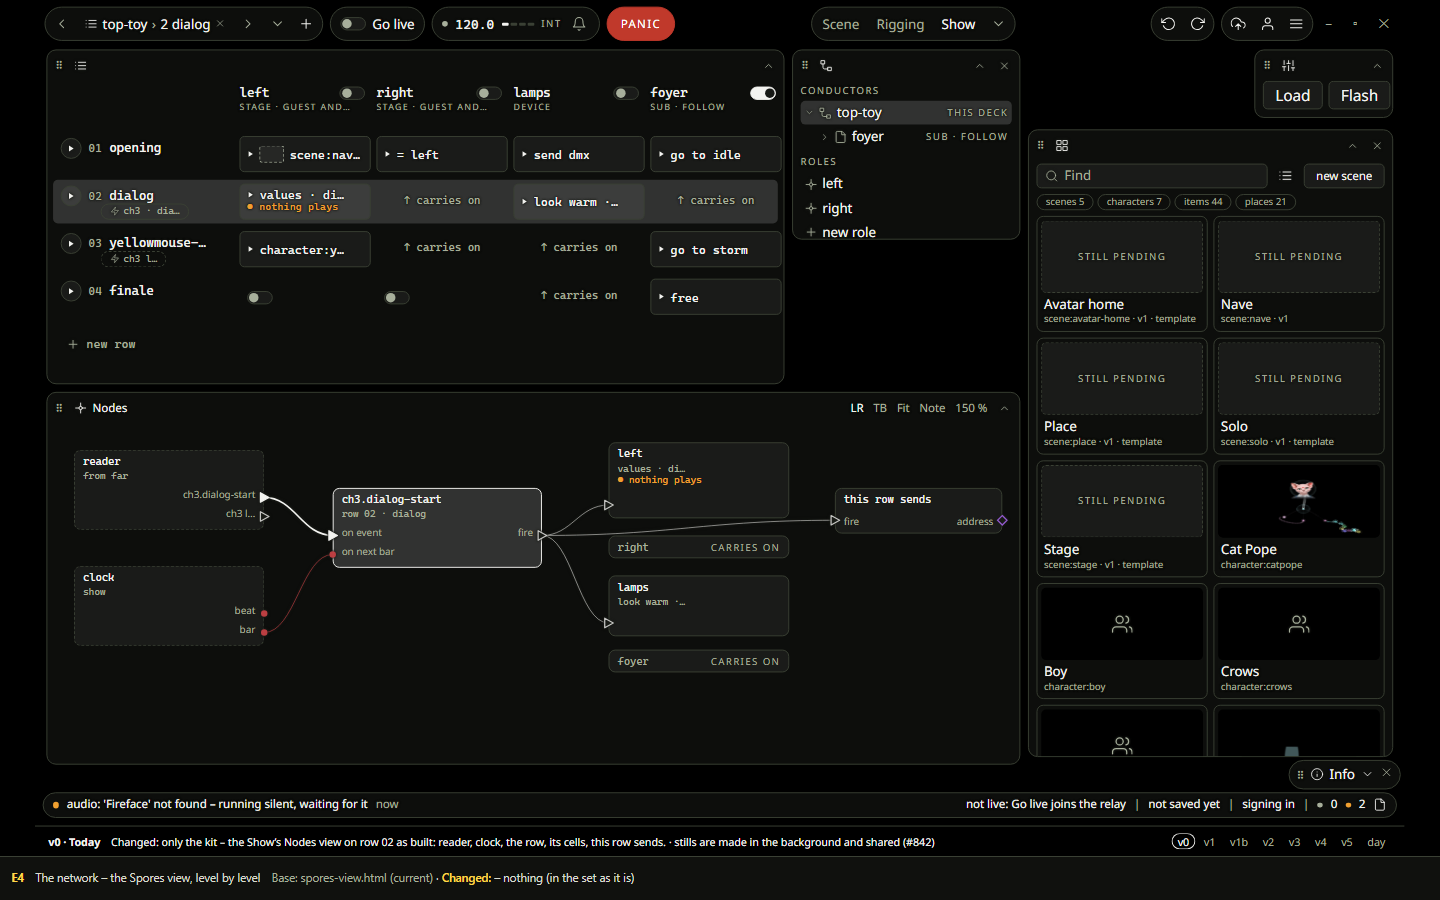 top-toy › 2 dialog
Go live
120.0
INT
PANIC
Scene
Rigging
Show
left
STAGE · GUEST AND...
right
STAGE · GUEST AND...
lamps
DEVICE
foyer
SUB · FOLLOW
01 opening
scene:nav…
= left
send dmx
go to idle
02 dialog
ch3 · dia…
values · di…
nothing plays
↑ carries on
look warm ·…
↑ carries on
03 yellowmouse-…
ch3 l…
character:y…
↑ carries on
↑ carries on
go to storm
04 finale
↑ carries on
free
+ new row
CONDUCTORS
top-toy
THIS DECK
foyer
SUB · FOLLOW
ROLES
left
right
+ new role
Load
Flash
Find
new scene
scenes 5
characters 7
items 44
places 21
STILL PENDING
Avatar home
scene:avatar-home · v1 · template
STILL PENDING
Nave
scene:nave · v1
STILL PENDING
Place
scene:place · v1 · template
STILL PENDING
Solo
scene:solo · v1 · template
STILL PENDING
Stage
scene:stage · v1 · template
Cat Pope
character:catpope
Boy
character:boy
Crows
character:crows
Nodes
LR
TB
Fit
Note
150 %
reader
from far
ch3.dialog-start
ch3 l…
clock
show
beat
bar
ch3.dialog-start
row 02 · dialog
on event
fire
on next bar
left
values · di…
nothing plays
right
CARRIES ON
lamps
look warm ·…
foyer
CARRIES ON
this row sends
fire
address
Info
audio: 'Fireface' not found – running silent, waiting for it now
not live: Go live joins the relay | not saved yet | signing in | 0 2
v0 · Today Changed: only the kit – the Show's Nodes view on row 02 as built: reader, clock, the row, its cells, this row sends. · stills are made in the background and shared (#842)
v0 v1 v1b v2 v3 v4 v5 day
E4 The network – the Spores view, level by level Base: spores-view.html (current) · Changed: – nothing (in the set as it is)